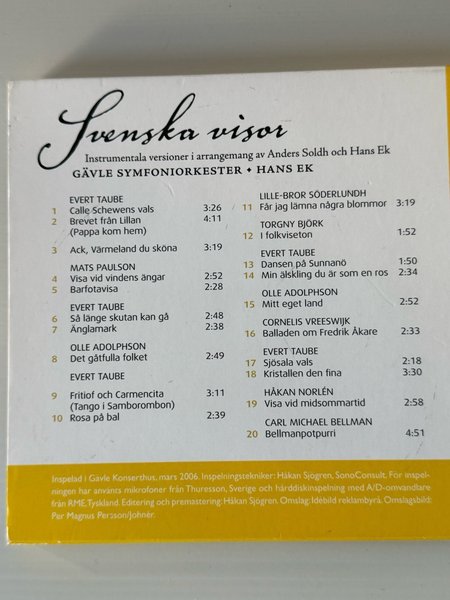 Svenska visor
Instrumentala versioner i arrangemang av Anders Soldh och Hans Ek
GÄVLE SYMFONIORKESTER • HANS EK
EVERT TAUBE
1 Calle Schewens vals 3:26
2 Brevet från Lillan 4:11
(Pappa kom hem)
3 Ack, Värmeland du sköna 3:19
MATS PAULSON
4 Visa vid vindens ängar 2:52
5 Barfotavisa 2:28
EVERT TAUBE
6 Så länge skutan kan gå 2:48
7 Änglamark 2:38
OLLE ADOLPHSON
8 Det gåtfulla folket 2:49
EVERT TAUBE
9 Fritiof och Carmencita 3:11
(Tango i Samborombon)
10 Rosa på bal 2:39
LILLE-BROR SÖDERLUNDH
11 Får jag lämna några blommor 3:19
TORGNY BJÖRK
12 I folkviseton 1:52
EVERT TAUBE
13 Dansen på Sunnanö 1:50
14 Min älskling du är som en ros 2:34
OLLE ADOLPHSON
15 Mitt eget land 2:52
CORNELIS VREESWIJK
16 Balladen om Fredrik Åkare 2:33
EVERT TAUBE
17 Sjösala vals 2:18
18 Kristallen den fina 3:30
HÅKAN NORLÉN
19 Visa vid midsommartid 2:58
CARL MICHAEL BELLMAN
20 Bellmanpotpurri 4:51
Inspelad i Gävle Konserthus, mars 2006. Inspelningstekniker: Håkan Sjögren, SonoConsult. För inspel-
ningen har använts mikrofoner från Thuresson, Sverige och hårddiskinspelning med A/D-omvandlare
från RME, Tyskland. Editering och premastering: Håkan Sjögren. Omslag: Idebild reklambyrå. Omslagsbild:
Per Magnus Persson/Johnér.